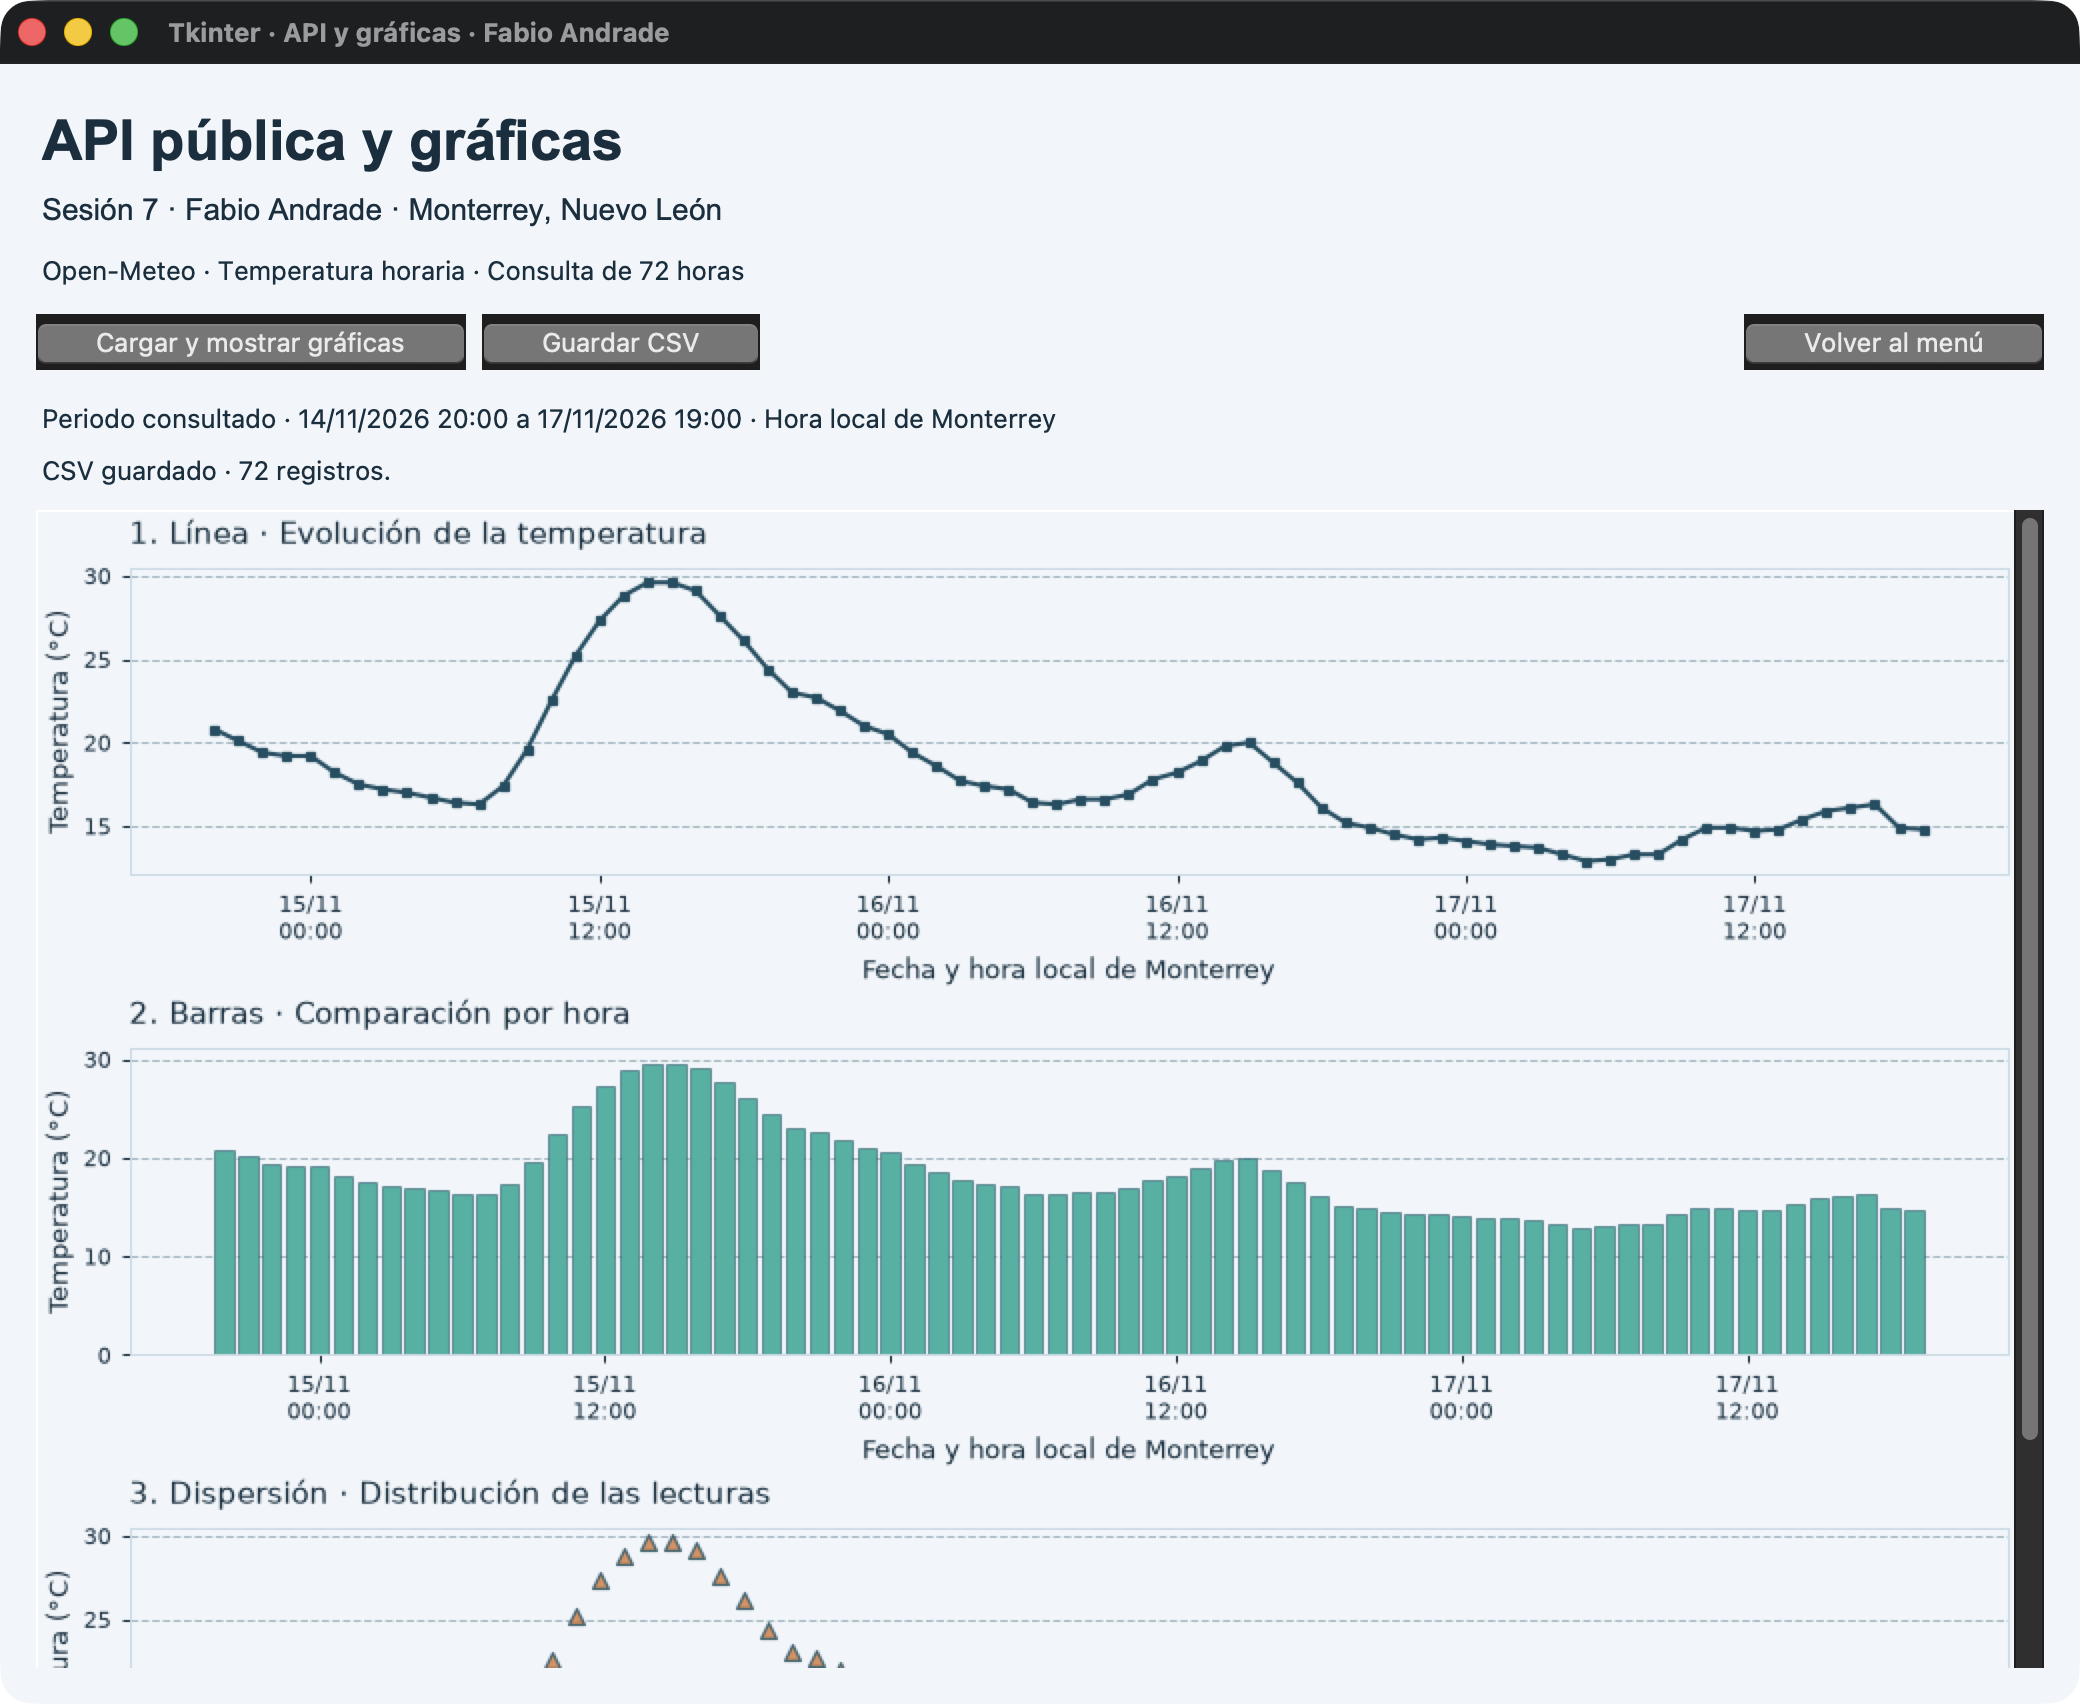 Tkinter · API y gráficas · Fabio Andrade
API pública y gráficas
Sesión 7 · Fabio Andrade · Monterrey, Nuevo León
Open-Meteo · Temperatura horaria · Consulta de 72 horas
Cargar y mostrar gráficas
Guardar CSV
Volver al menú
Periodo consultado · 14/11/2026 20:00 a 17/11/2026 19:00 · Hora local de Monterrey
CSV guardado · 72 registros.
1. Línea · Evolución de la temperatura
Temperatura (°C)
30
25
20
15
15/11
00:00
15/11
12:00
16/11
00:00
16/11
12:00
17/11
00:00
17/11
12:00
Fecha y hora local de Monterrey
2. Barras · Comparación por hora
Temperatura (°C)
30
20
10
0
15/11
00:00
15/11
12:00
16/11
00:00
16/11
12:00
17/11
00:00
17/11
12:00
Fecha y hora local de Monterrey
3. Dispersión · Distribución de las lecturas
ura (°C)
30
25